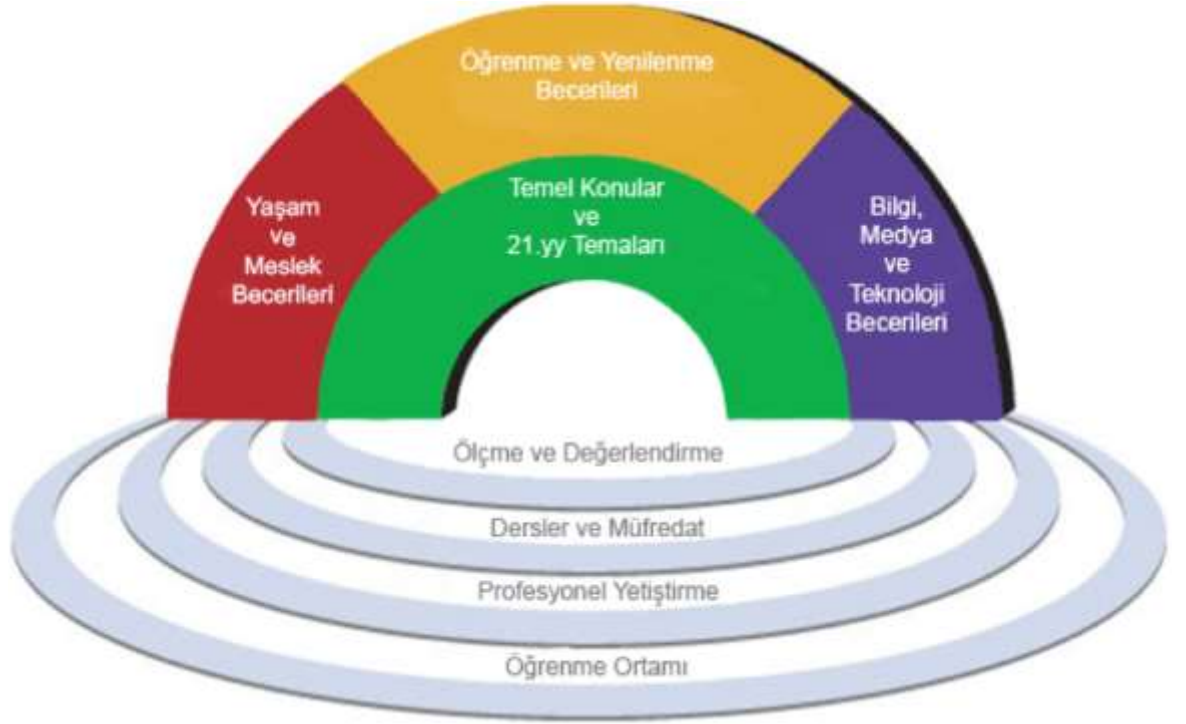 Öğrenme ve Yenilenme
Becerileri
Yaşam
ve
Meslek
Becerileri
Temel Konular
ve
21.yy Temaları
Bilgi,
Medya
ve
Teknoloji
Becerileri
Ölçme ve Değerlendirme
Dersler ve Müfredat
Profesyonel Yetiştirme
Öğrenme Ortamı